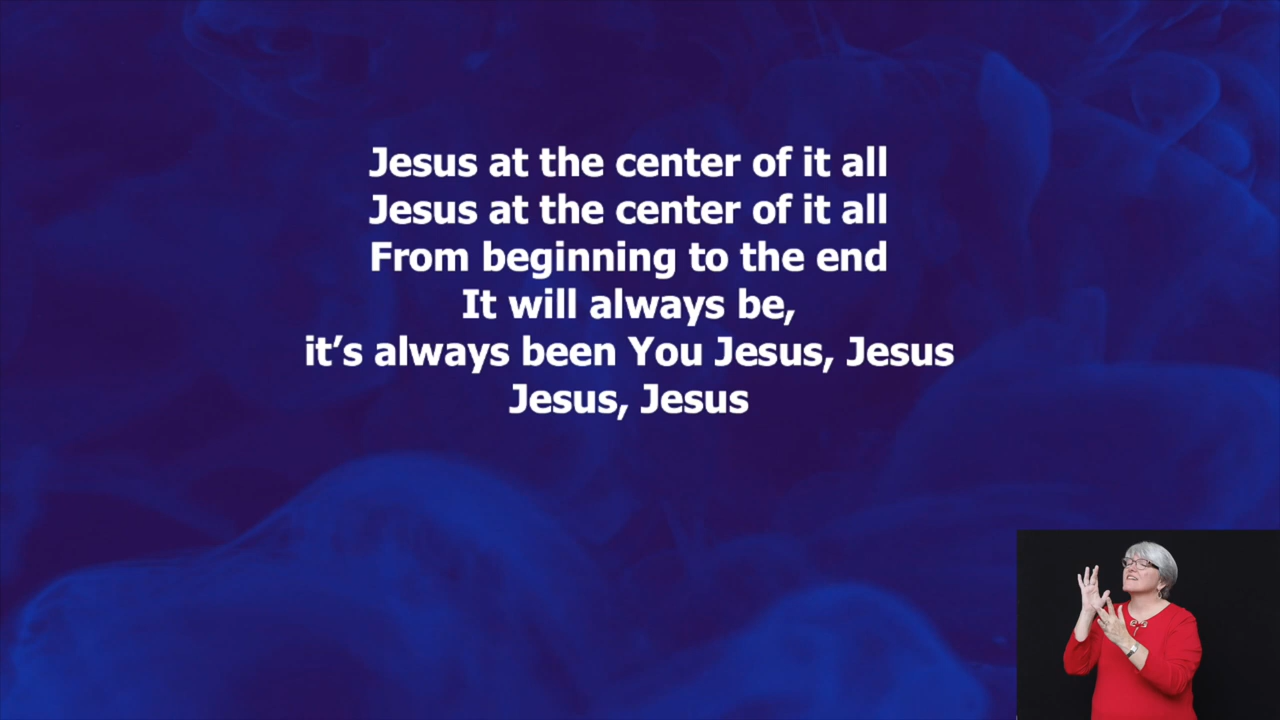 Jesus at the center of it all
Jesus at the center of it all
From beginning to the end
It will always be,
it’s always been You Jesus, Jesus
Jesus, Jesus